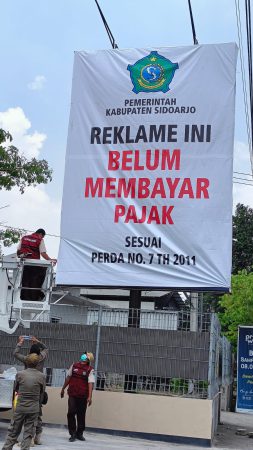 PEMERINTAH
KABUPATEN SIDOARJO
REKLAME INI
BELUM
MEMBAYAR
PAJAK
SESUAI
PERDA NO. 7 TH 2011